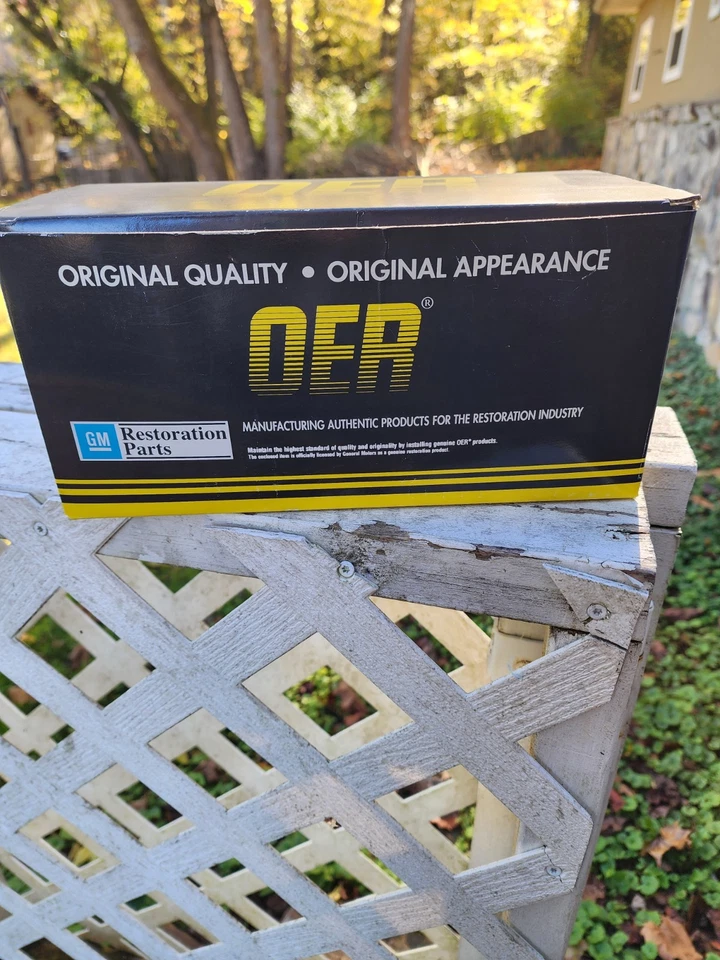 OER
ORIGINAL QUALITY • ORIGINAL APPEARANCE
OER®
MANUFACTURING AUTHENTIC PRODUCTS FOR THE RESTORATION INDUSTRY
GM Restoration
Parts
Maintain the highest standard of quality and originality by installing genuine OER® products.
The enclosed item is officially licensed by General Motors as a genuine restoration product.